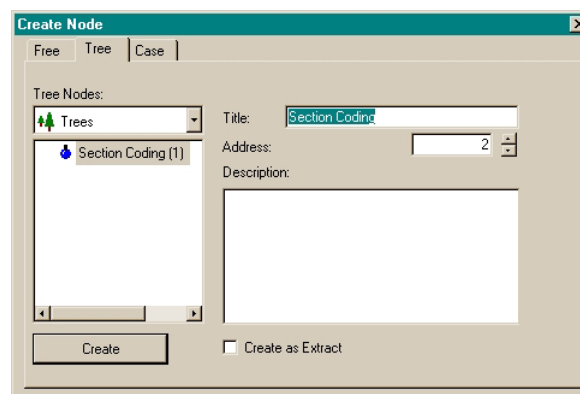 Create Node
Free Tree Case
Tree Nodes:
Trees
Title: Section Coding
Section Coding (1)
Address: 2
Description:
Create
Create as Extract